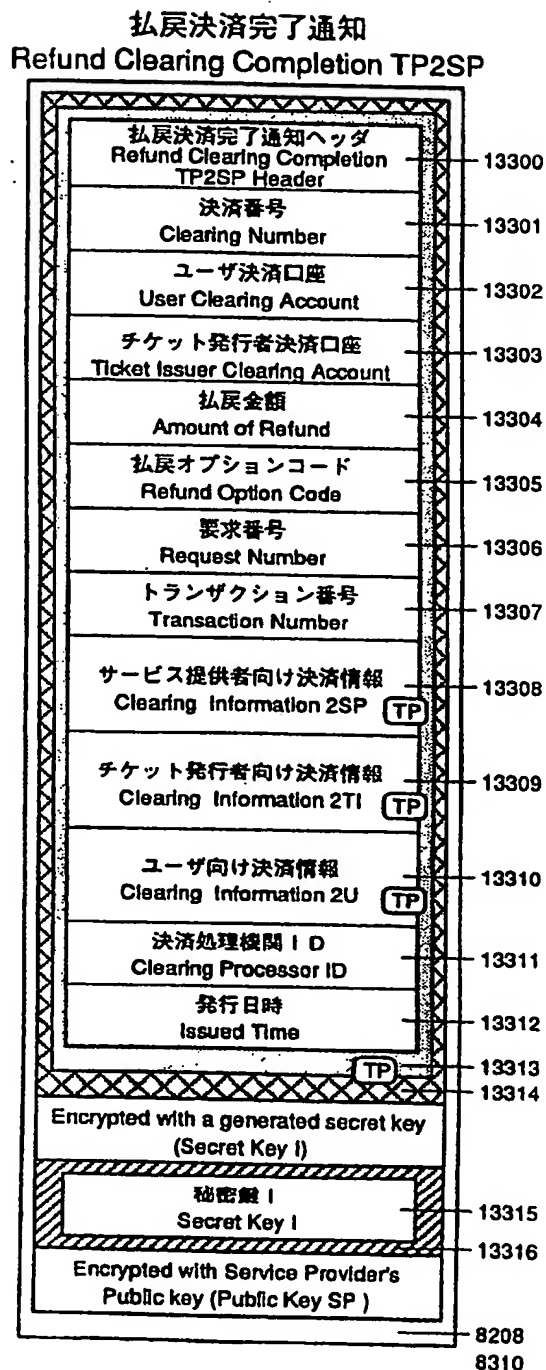 払戻決済完了通知
Refund Clearing Completion TP2SP
払戻決済完了通知ヘッダ
Refund Clearing Completion
TP2SP Header
13300
決済番号
Clearing Number
13301
ユーザ決済口座
User Clearing Account
13302
チケット発行者決済口座
Ticket Issuer Clearing Account
13303
払戻金額
Amount of Refund
13304
払戻オプションコード
Refund Option Code
13305
要求番号
Request Number
13306
トランザクション番号
Transaction Number
13307
サービス提供者向け決済情報
Clearing Information 2SP
TP
13308
チケット発行者向け決済情報
Clearing Information 2TI
TP
13309
ユーザ向け決済情報
Clearing Information 2U
TP
13310
決済処理機関ID
Clearing Processor ID
13311
発行日時
Issued Time
13312
TP
13313
13314
Encrypted with a generated secret key
(Secret Key I)
秘密鍵 I
Secret Key I
13315
13316
Encrypted with Service Provider's
Public key (Public Key SP )
8208
8310